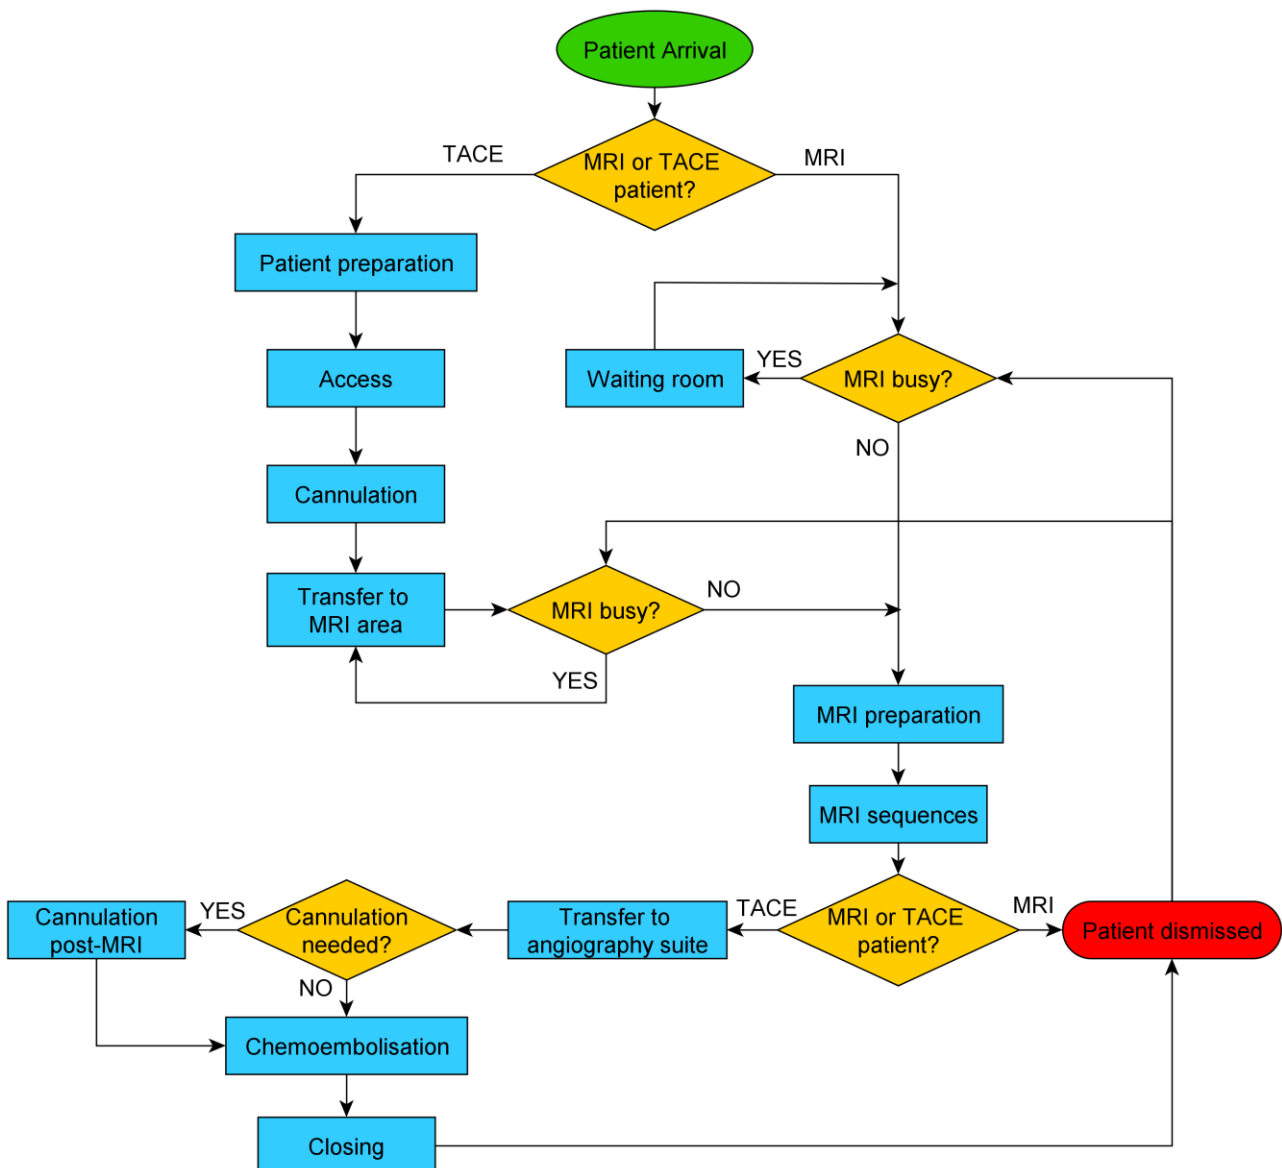 Patient Arrival
TACE
MRI or TACE
patient?
MRI
Patient preparation
Access
Waiting room
YES
MRI busy?
NO
Cannulation
Transfer to
MRI area
MRI busy?
NO
YES
MRI preparation
MRI sequences
Cannulation
post-MRI
YES
Cannulation
needed?
NO
Transfer to
angiography suite
TACE
MRI or TACE
patient?
MRI
Patient dismissed
Chemoembolisation
Closing